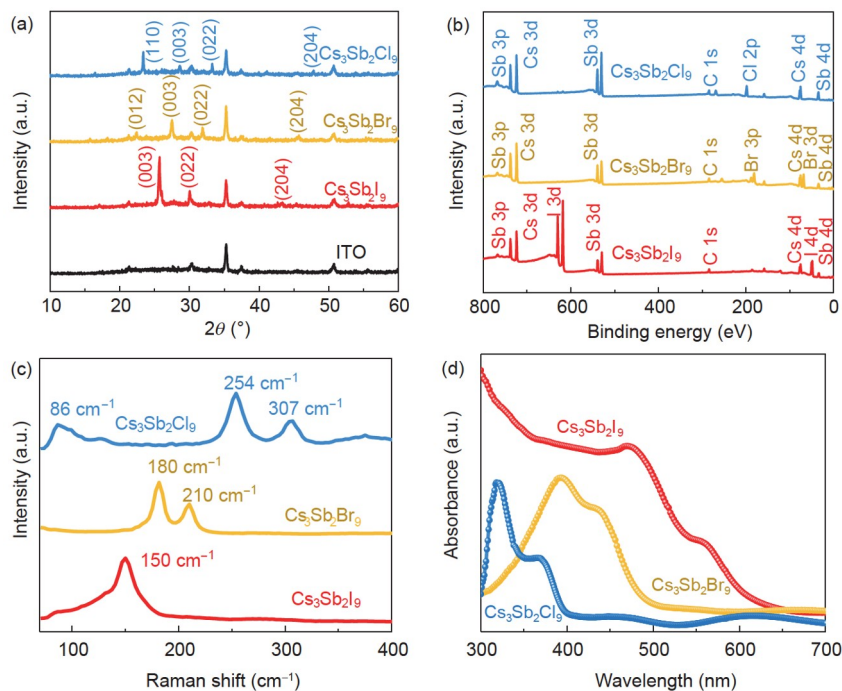 (a)
(110)
(003)
(022)
(204)
Cs₃Sb₂Cl₉
(012)
(003)
(022)
(204)
Cs₃Sb₂Br₉
(003)
(022)
(204)
Cs₃Sb₂I₉
ITO
Intensity (a.u.)
10 20 30 40 50 60
2θ (°)
(b)
Sb 3p
Cs 3d
Sb 3d
C 1s
Cl 2p
Cs 4d
Sb 4d
Cs₃Sb₂Cl₉
Sb 3p
Cs 3d
Sb 3d
C 1s
Br 3p
Cs 4d
Br 3d
Sb 4d
Cs₃Sb₂Br₉
Sb 3p
Cs 3d
I 3d
Sb 3d
C 1s
Cs 4d
I 4d
Sb 4d
Cs₃Sb₂I₉
Intensity (a.u.)
800 600 400 200 0
Binding energy (eV)
(c)
86 cm⁻¹
254 cm⁻¹
307 cm⁻¹
Cs₃Sb₂Cl₉
180 cm⁻¹
210 cm⁻¹
Cs₃Sb₂Br₉
150 cm⁻¹
Cs₃Sb₂I₉
Intensity (a.u.)
100 200 300 400
Raman shift (cm⁻¹)
(d)
Cs₃Sb₂I₉
Cs₃Sb₂Br₉
Cs₃Sb₂Cl₉
Absorbance (a.u.)
300 400 500 600 700
Wavelength (nm)